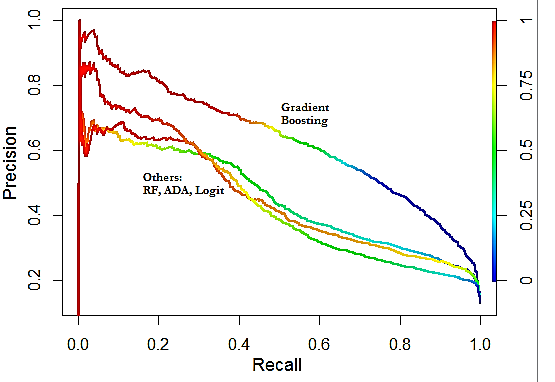 Precision
1.0
0.8
0.6
0.4
0.2
Gradient
Boosting
Others:
RF, ADA, Logit
1
0.75
0.5
0.25
0
0.0
0.2
0.4
0.6
0.8
1.0
Recall